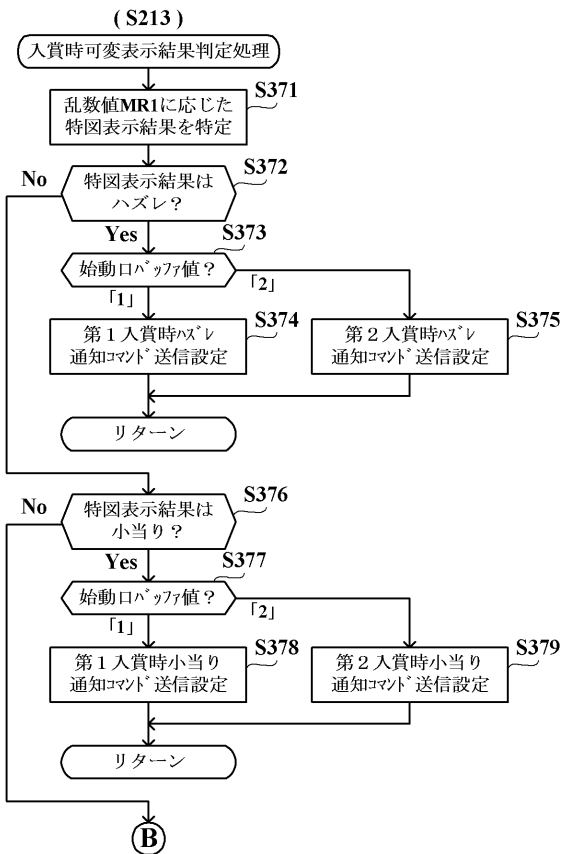 ( S213 )
入賞時可変表示結果判定処理
S371
乱数値MR1に応じた
特図表示結果を特定
S372
No
特図表示結果は
ハズレ？
Yes
S373
始動口ﾊﾞｯﾌｧ値？
「1」
「2」
S374
第１入賞時ﾊｽﾞﾚ
通知ｺﾏﾝﾄﾞ送信設定
S375
第２入賞時ﾊｽﾞﾚ
通知ｺﾏﾝﾄﾞ送信設定
リターン
S376
No
特図表示結果は
小当り？
Yes
S377
始動口ﾊﾞｯﾌｧ値？
「1」
「2」
S378
第１入賞時小当り
通知ｺﾏﾝﾄﾞ送信設定
S379
第２入賞時小当り
通知ｺﾏﾝﾄﾞ送信設定
リターン
B